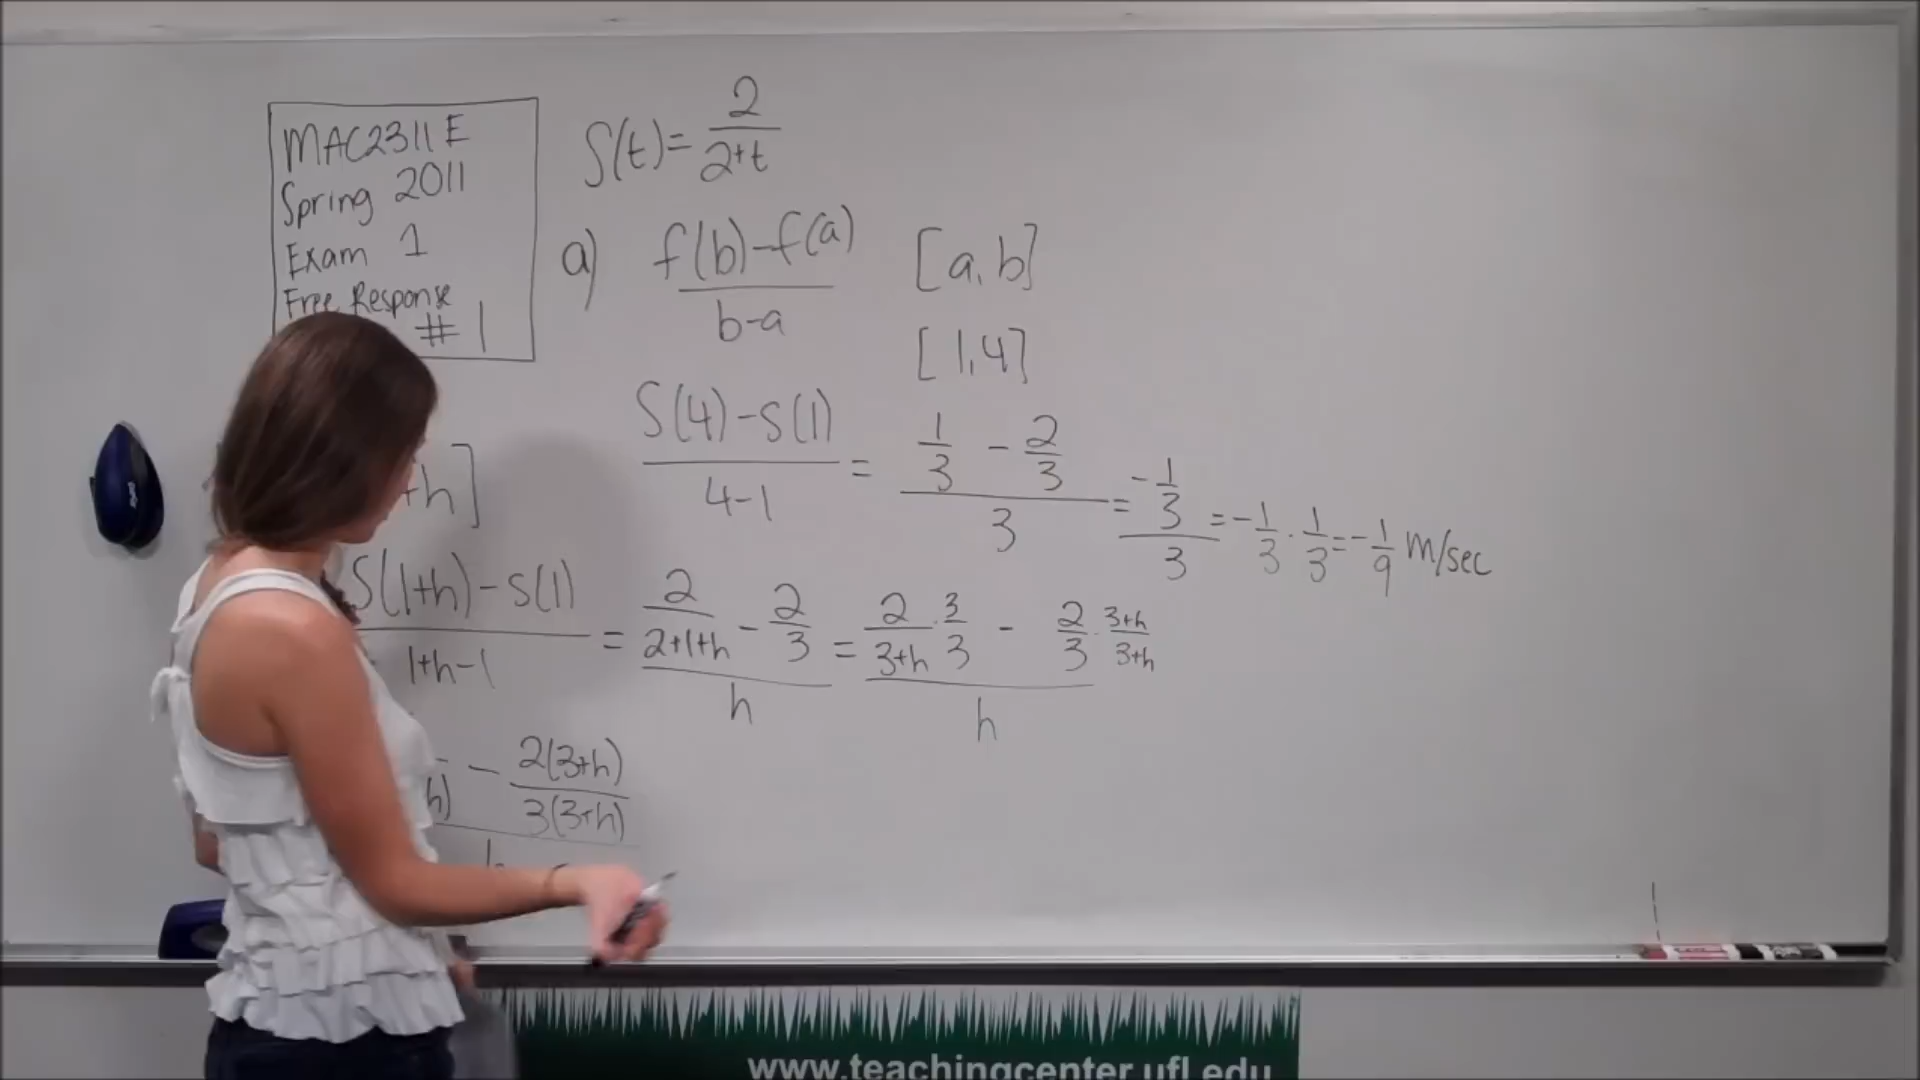 MAC2311 E
Spring 2011
Exam 1
Free Response
#1
S(t)= 2/(2+t)
a) (f(b)-f(a))/(b-a) [a,b]
[1,4]
(S(4)-S(1))/(4-1) = (1/3 - 2/3)/3 = (-1/3)/3 = -1/3 · 1/3 = -1/9 m/sec
+h]
(S(1+h)-S(1))/(1+h-1) = (2/(2+1+h) - 2/3)/h = (2/(3+h) · 3/3 - 2/3 · (3+h)/(3+h))/h
h) - 2(3+h)/(3(3+h))
www.teachingcenter.ufl.edu